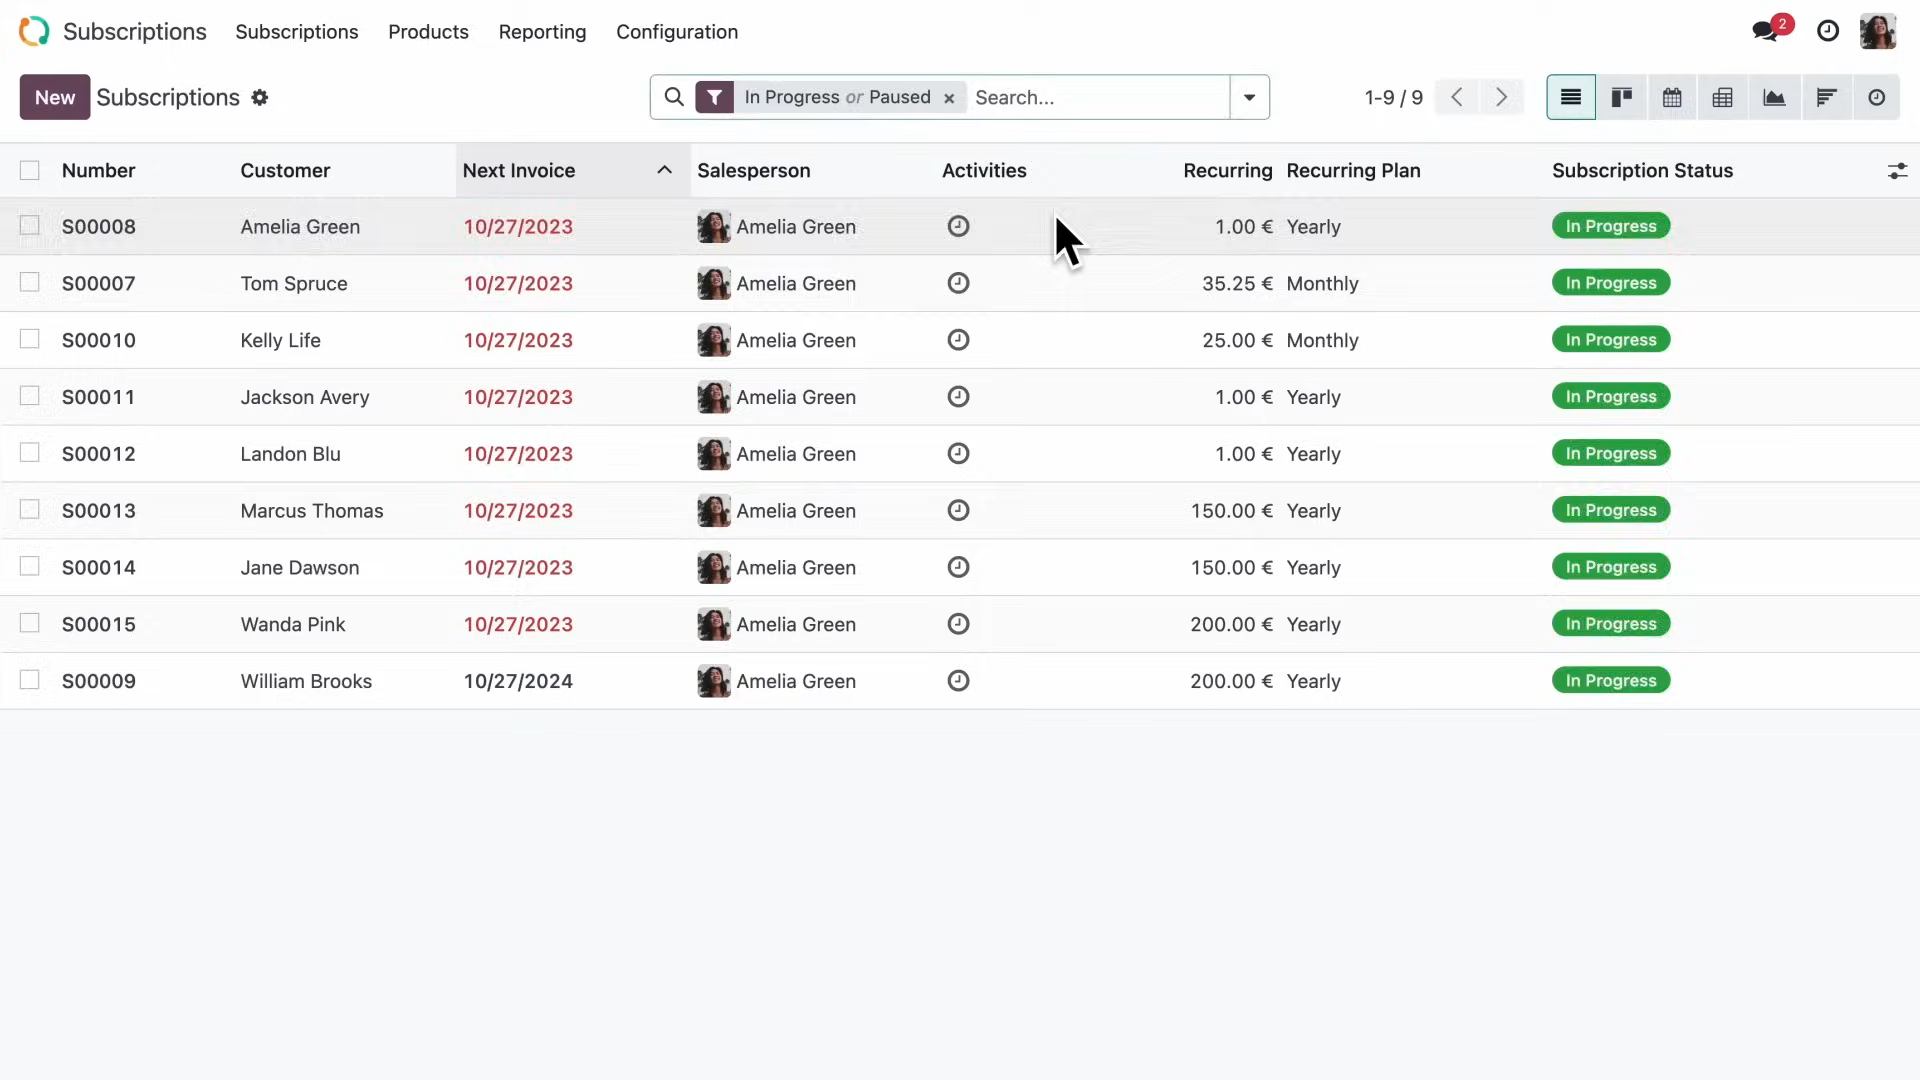 Subscriptions Subscriptions Products Reporting Configuration 2
New Subscriptions In Progress or Paused × Search... 1-9 / 9
Number Customer Next Invoice Salesperson Activities Recurring Recurring Plan Subscription Status
S00008 Amelia Green 10/27/2023 Amelia Green 1.00 € Yearly In Progress
S00007 Tom Spruce 10/27/2023 Amelia Green 35.25 € Monthly In Progress
S00010 Kelly Life 10/27/2023 Amelia Green 25.00 € Monthly In Progress
S00011 Jackson Avery 10/27/2023 Amelia Green 1.00 € Yearly In Progress
S00012 Landon Blu 10/27/2023 Amelia Green 1.00 € Yearly In Progress
S00013 Marcus Thomas 10/27/2023 Amelia Green 150.00 € Yearly In Progress
S00014 Jane Dawson 10/27/2023 Amelia Green 150.00 € Yearly In Progress
S00015 Wanda Pink 10/27/2023 Amelia Green 200.00 € Yearly In Progress
S00009 William Brooks 10/27/2024 Amelia Green 200.00 € Yearly In Progress